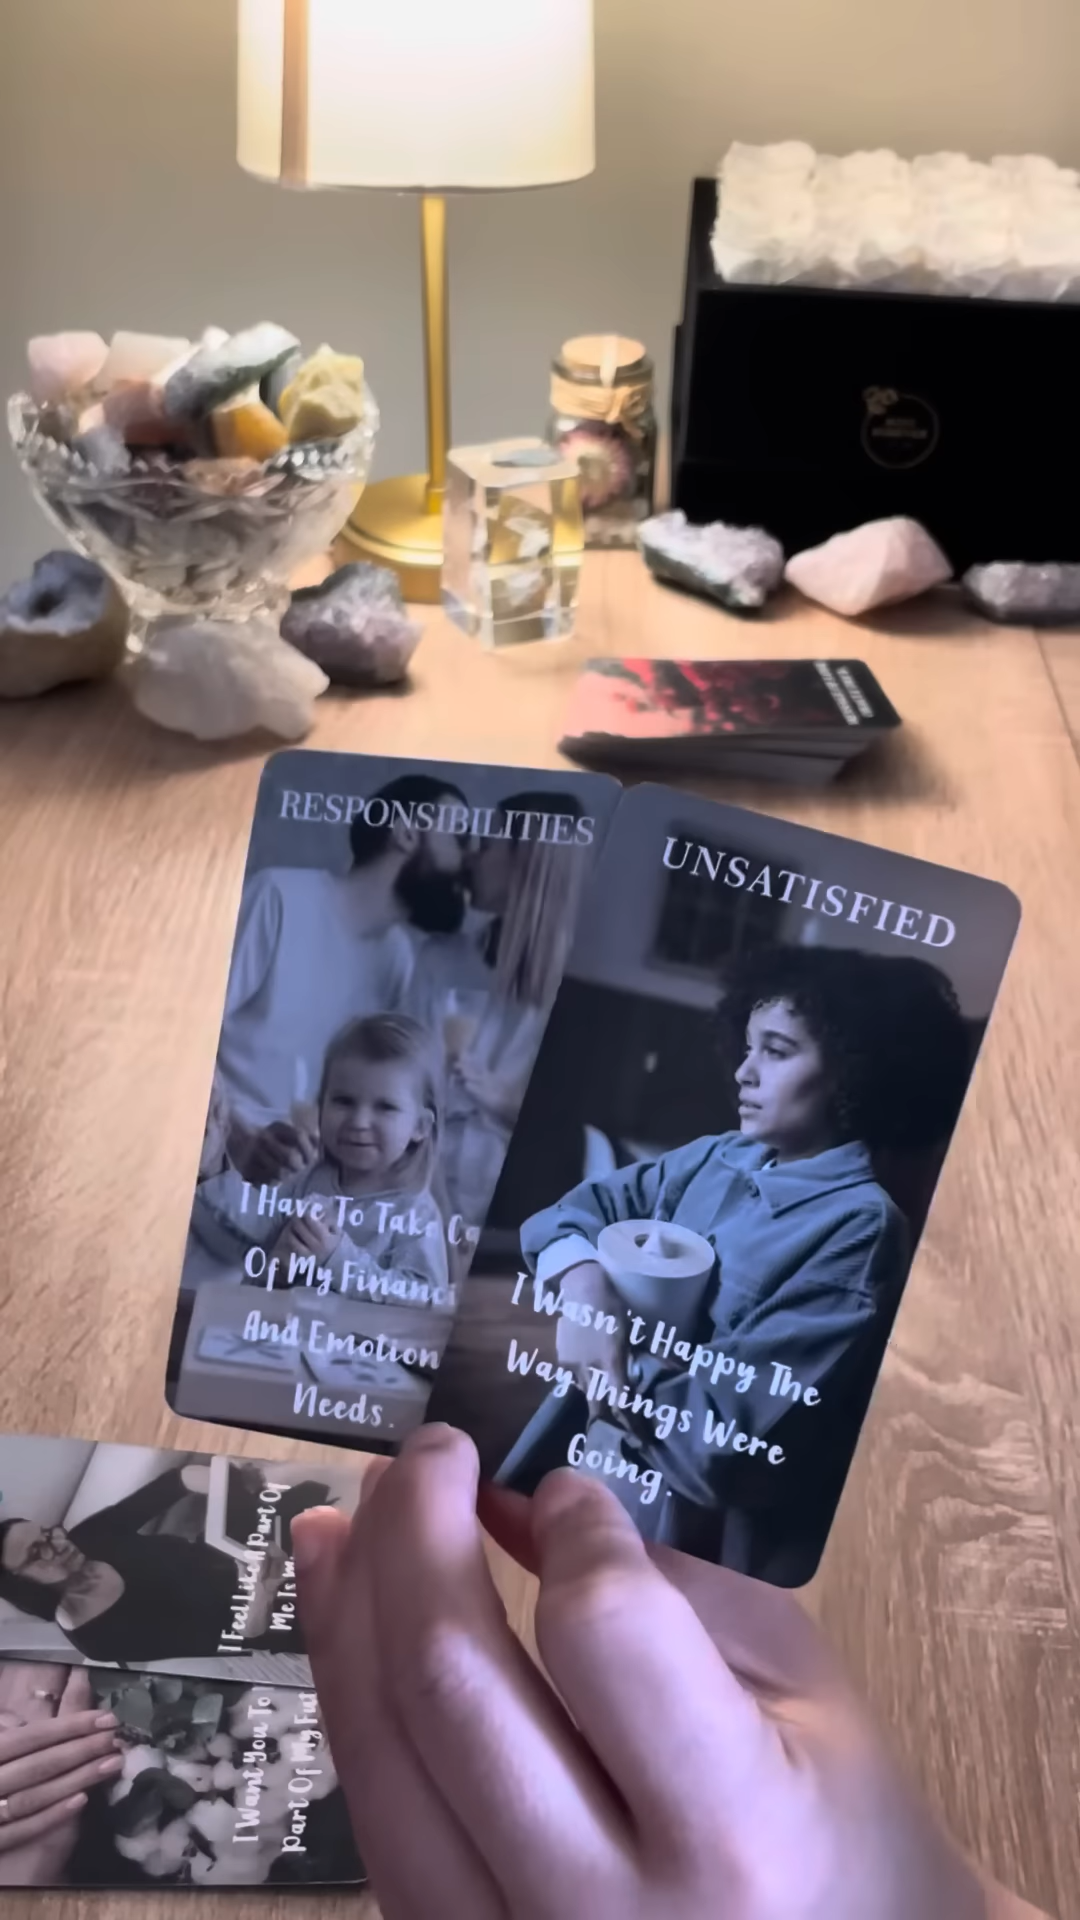 RESPONSIBILITIES
I Have To Take Ca
Of My Financi
And Emotion
Needs.
UNSATISFIED
I Wasn't Happy The
Way Things Were
Going.
I Feel Like A Part Of
Me Is
I Want You To
Part Of My Fut